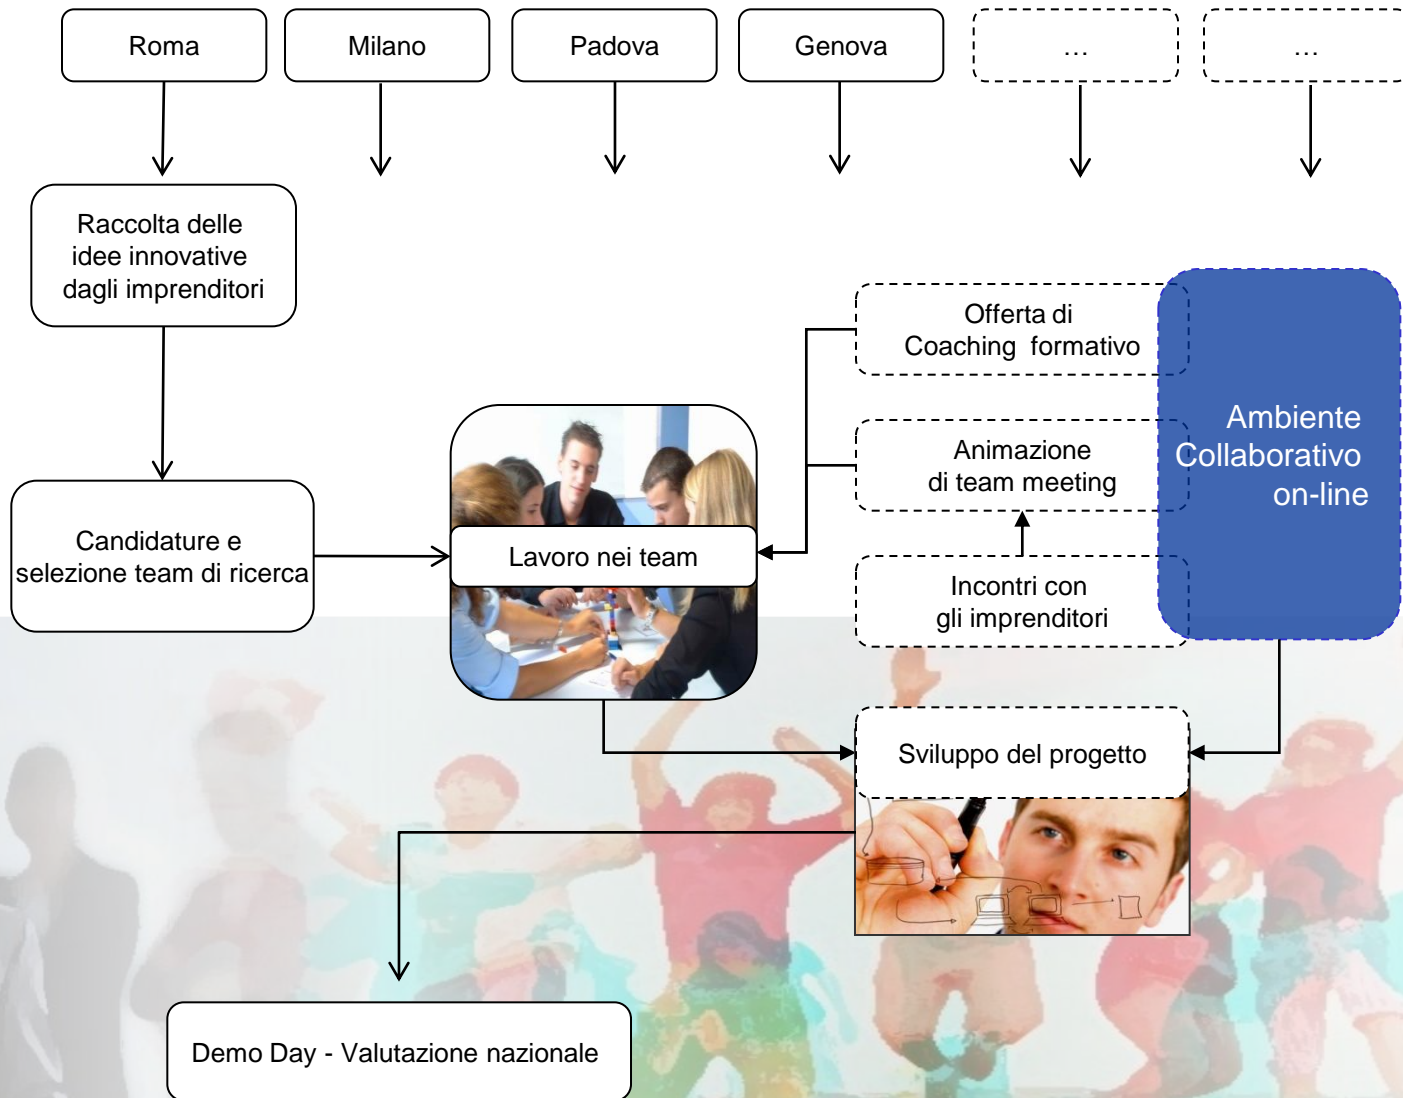 Roma
Milano
Padova
Genova
...
...
Raccolta delle
idee innovative
dagli imprenditori
Offerta di
Coaching formativo
Ambiente
Collaborativo
on-line
Animazione
di team meeting
Candidature e
selezione team di ricerca
Lavoro nei team
Incontri con
gli imprenditori
Sviluppo del progetto
Demo Day - Valutazione nazionale